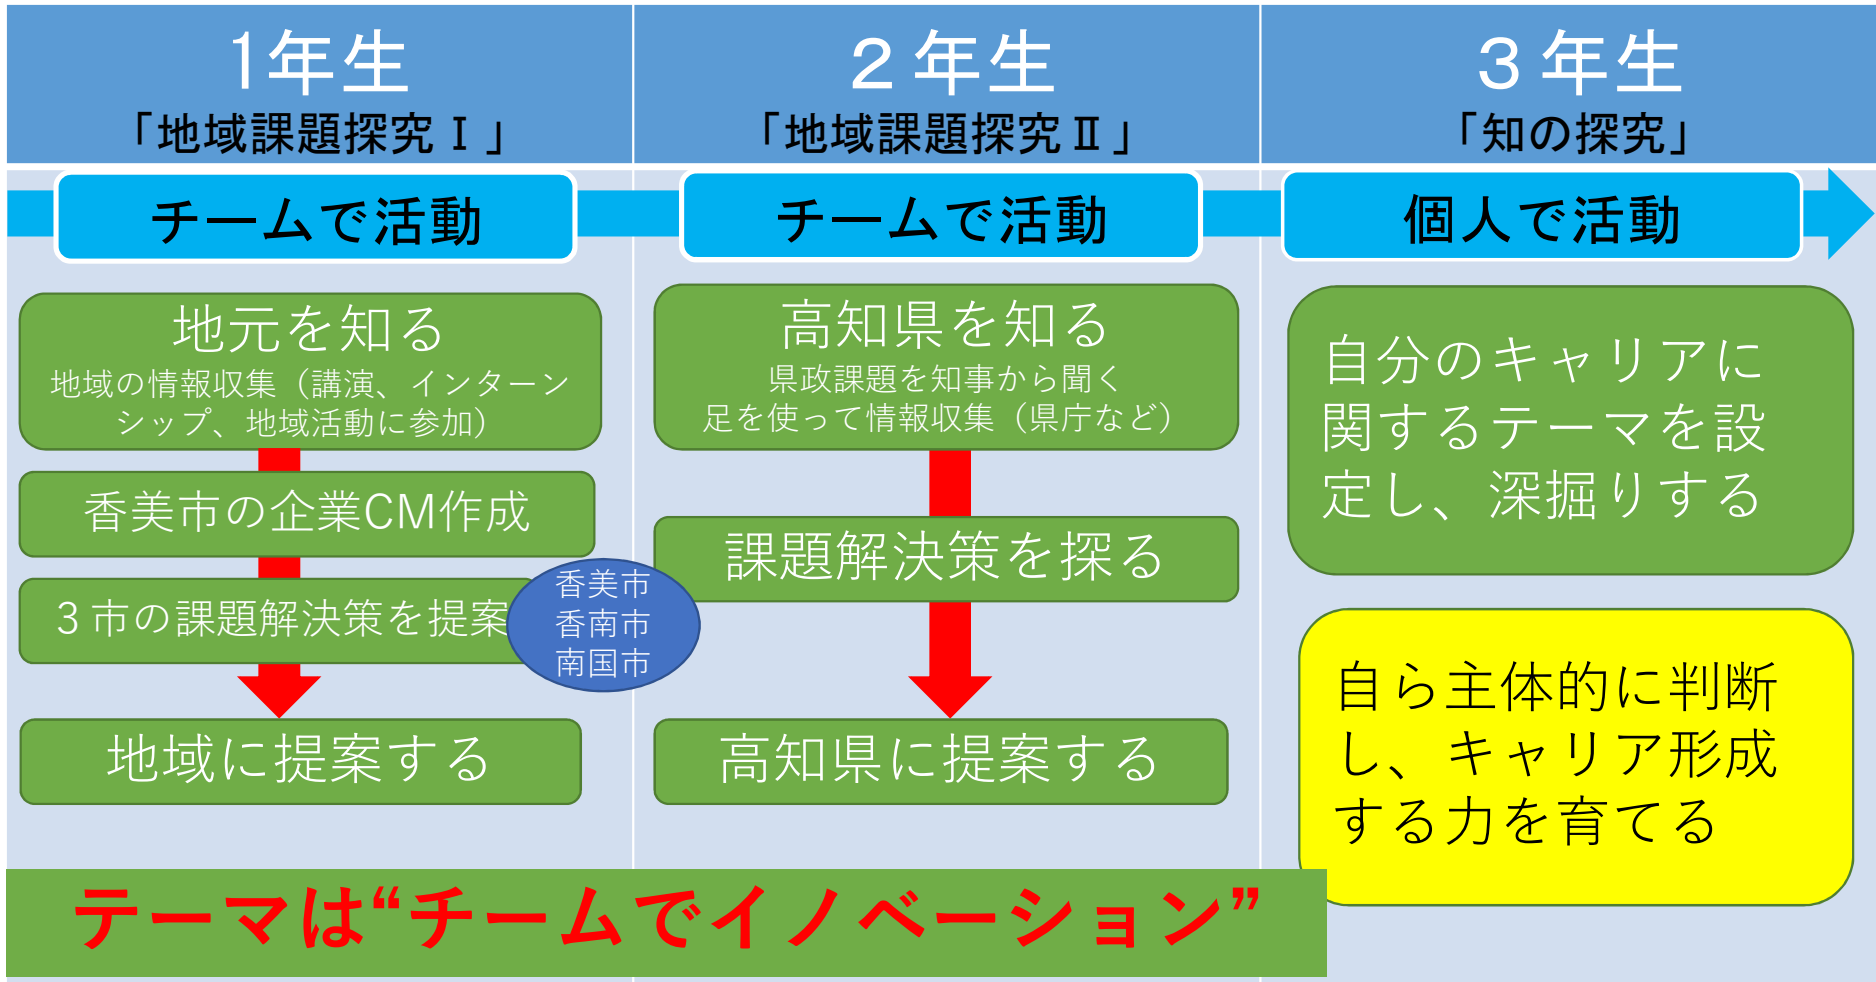 1年生
「地域課題探究Ⅰ」
チームで活動
地元を知る
地域の情報収集（講演、インターン
シップ、地域活動に参加）
香美市の企業CM作成
３市の課題解決策を提案
香美市
香南市
南国市
地域に提案する
２年生
「地域課題探究Ⅱ」
チームで活動
高知県を知る
県政課題を知事から聞く
足を使って情報収集（県庁など）
課題解決策を探る
高知県に提案する
３年生
「知の探究」
個人で活動
自分のキャリアに
関するテーマを設
定し、深掘りする
自ら主体的に判断
し、キャリア形成
する力を育てる
テーマは“チームでイノベーション”